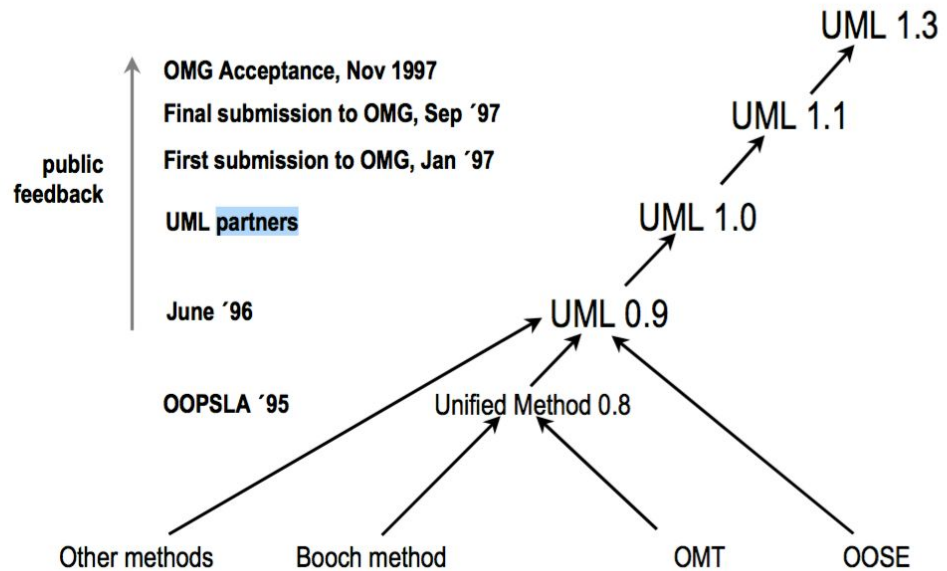 UML 1.3
OMG Acceptance, Nov 1997
Final submission to OMG, Sep ´97
UML 1.1
First submission to OMG, Jan ´97
public
feedback
UML partners
UML 1.0
June ´96
UML 0.9
OOPSLA ´95
Unified Method 0.8
Other methods
Booch method
OMT
OOSE